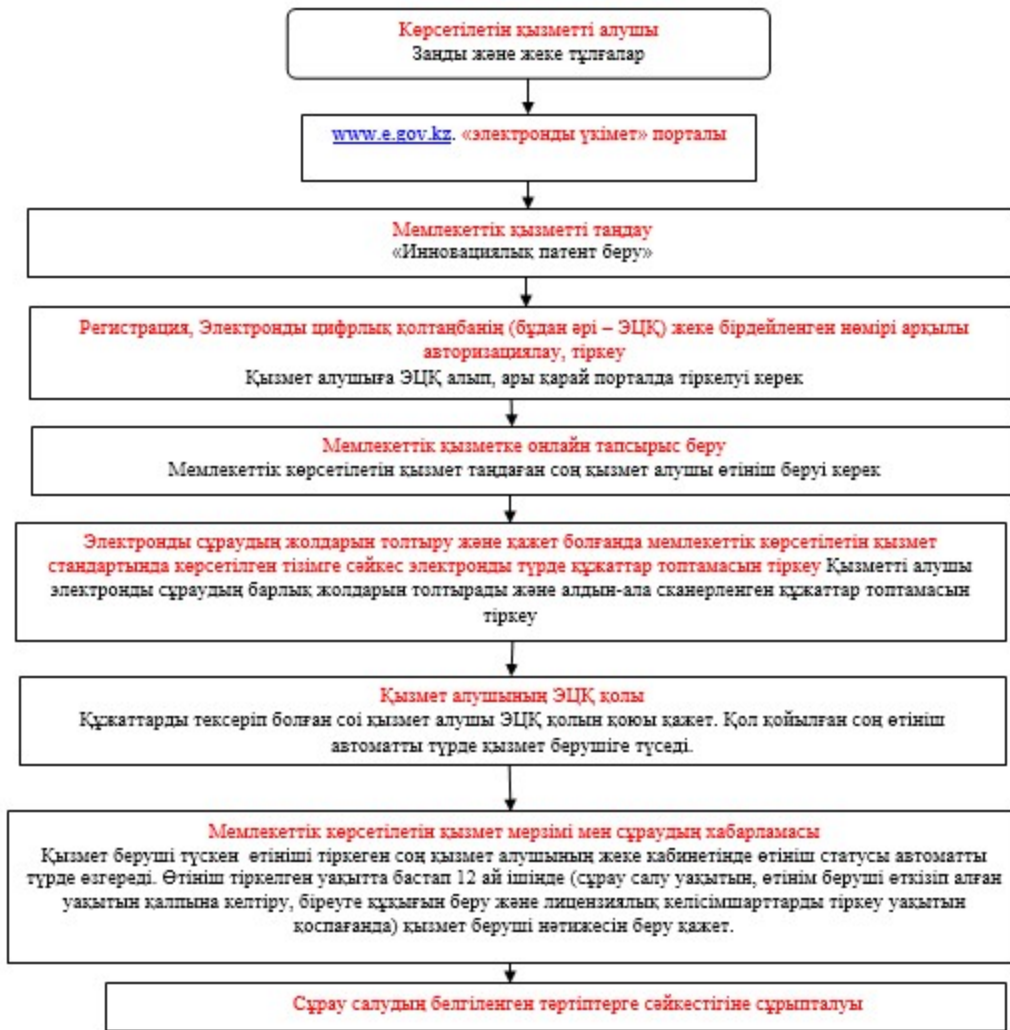 Көрсетілетін қызметті алушы
Заңды және жеке тұлғалар
www.e.gov.kz. «электронды үкімет» порталы
Мемлекеттік қызметті таңдау
«Инновациялық патент беру»
Регистрация, Электронды цифрлық қолтаңбанің (бұдан әрі – ЭЦҚ) жеке бірдейленген нөмірі арқылы
авторизациялау, тіркеу
Қызмет алушыға ЭЦҚ алып, ары қарай порталда тіркелуі керек
Мемлекеттік қызметке онлайн тапсырыс беру
Мемлекеттік көрсетілетін қызмет таңдаған соң қызмет алушы өтініш беруі керек
Электронды сұраудың жолдарын толтыру және қажет болғанда мемлекеттік көрсетілетін қызмет
стандартында көрсетілген тізімге сәйкес электронды түрде құжаттар топтамасын тіркеу Қызметті алушы
электронды сұраудың барлық жолдарын толтырады және алдын-ала сканерленген құжаттар топтамасын
тіркеу
Қызмет алушының ЭЦҚ қолы
Құжаттарды тексеріп болған соі қызмет алушы ЭЦҚ қолын қоюы қажет. Қол қойылған соң өтініш
автоматты түрде қызмет берушіге түседі.
Мемлекеттік көрсетілетін қызмет мерзімі мен сұраудың хабарламасы
Қызмет беруші түскен өтініші тіркеген соң қызмет алушының жеке кабинетінде өтініш статусы автоматты
түрде өзгереді. Өтініш тіркелген уақытта бастап 12 ай ішінде (сұрау салу уақытын, өтінім беруші өткізіп алған
уақытын қалпына келтіру, біреуге құқығын беру және лицензиялық келісімшарттарды тіркеу уақытын
қоспағанда) қызмет беруші нәтижесін беру қажет.
Сұрау салудың белгіленген тәртіптерге сәйкестігіне сұрыпталуы